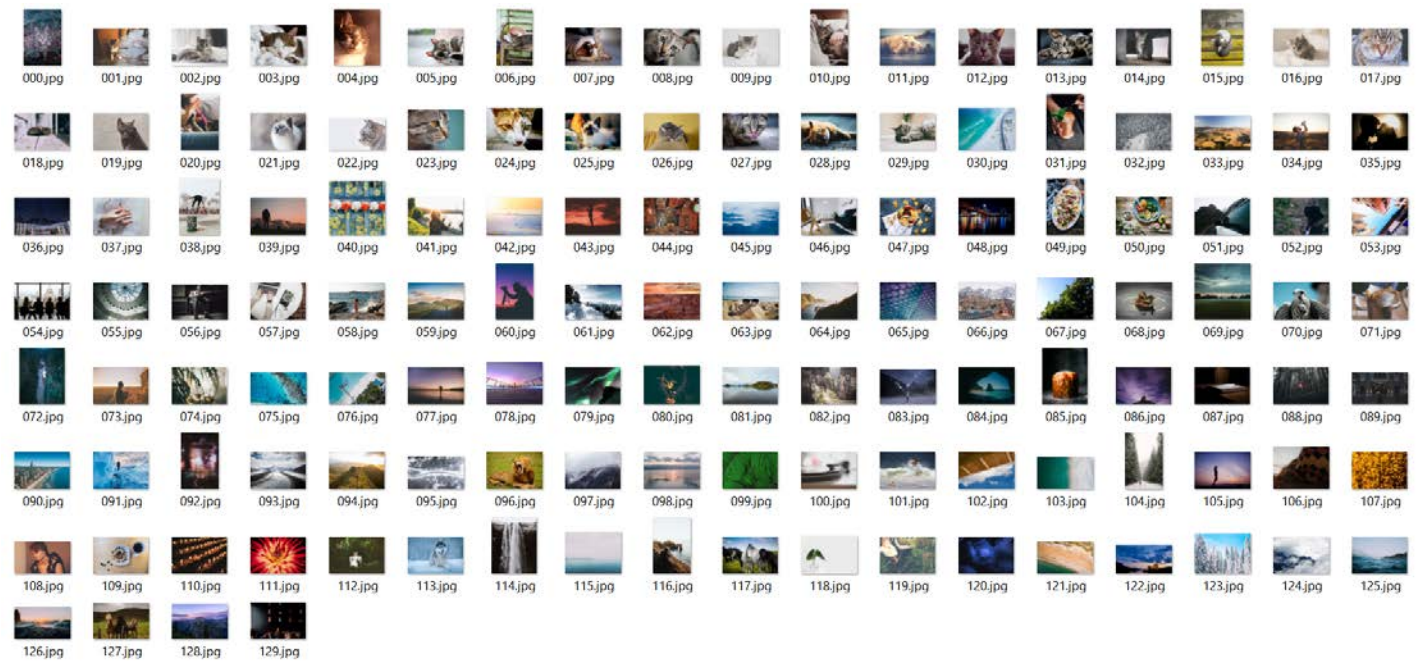 000.jpg 001.jpg 002.jpg 003.jpg 004.jpg 005.jpg 006.jpg 007.jpg 008.jpg 009.jpg 010.jpg 011.jpg 012.jpg 013.jpg 014.jpg 015.jpg 016.jpg 017.jpg
018.jpg 019.jpg 020.jpg 021.jpg 022.jpg 023.jpg 024.jpg 025.jpg 026.jpg 027.jpg 028.jpg 029.jpg 030.jpg 031.jpg 032.jpg 033.jpg 034.jpg 035.jpg
036.jpg 037.jpg 038.jpg 039.jpg 040.jpg 041.jpg 042.jpg 043.jpg 044.jpg 045.jpg 046.jpg 047.jpg 048.jpg 049.jpg 050.jpg 051.jpg 052.jpg 053.jpg
054.jpg 055.jpg 056.jpg 057.jpg 058.jpg 059.jpg 060.jpg 061.jpg 062.jpg 063.jpg 064.jpg 065.jpg 066.jpg 067.jpg 068.jpg 069.jpg 070.jpg 071.jpg
072.jpg 073.jpg 074.jpg 075.jpg 076.jpg 077.jpg 078.jpg 079.jpg 080.jpg 081.jpg 082.jpg 083.jpg 084.jpg 085.jpg 086.jpg 087.jpg 088.jpg 089.jpg
090.jpg 091.jpg 092.jpg 093.jpg 094.jpg 095.jpg 096.jpg 097.jpg 098.jpg 099.jpg 100.jpg 101.jpg 102.jpg 103.jpg 104.jpg 105.jpg 106.jpg 107.jpg
108.jpg 109.jpg 110.jpg 111.jpg 112.jpg 113.jpg 114.jpg 115.jpg 116.jpg 117.jpg 118.jpg 119.jpg 120.jpg 121.jpg 122.jpg 123.jpg 124.jpg 125.jpg
126.jpg 127.jpg 128.jpg 129.jpg